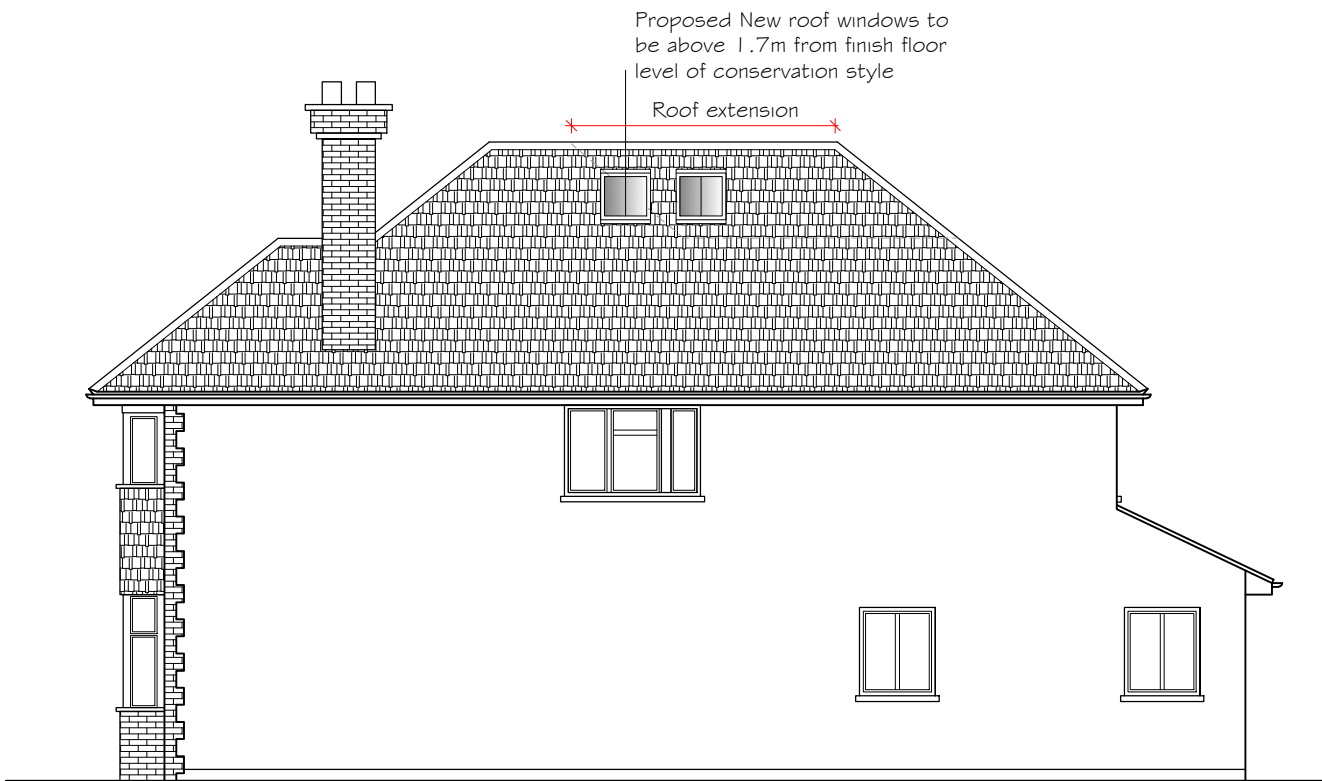 Proposed New roof windows to
be above 1.7m from finish floor
level of conservation style
Roof extension